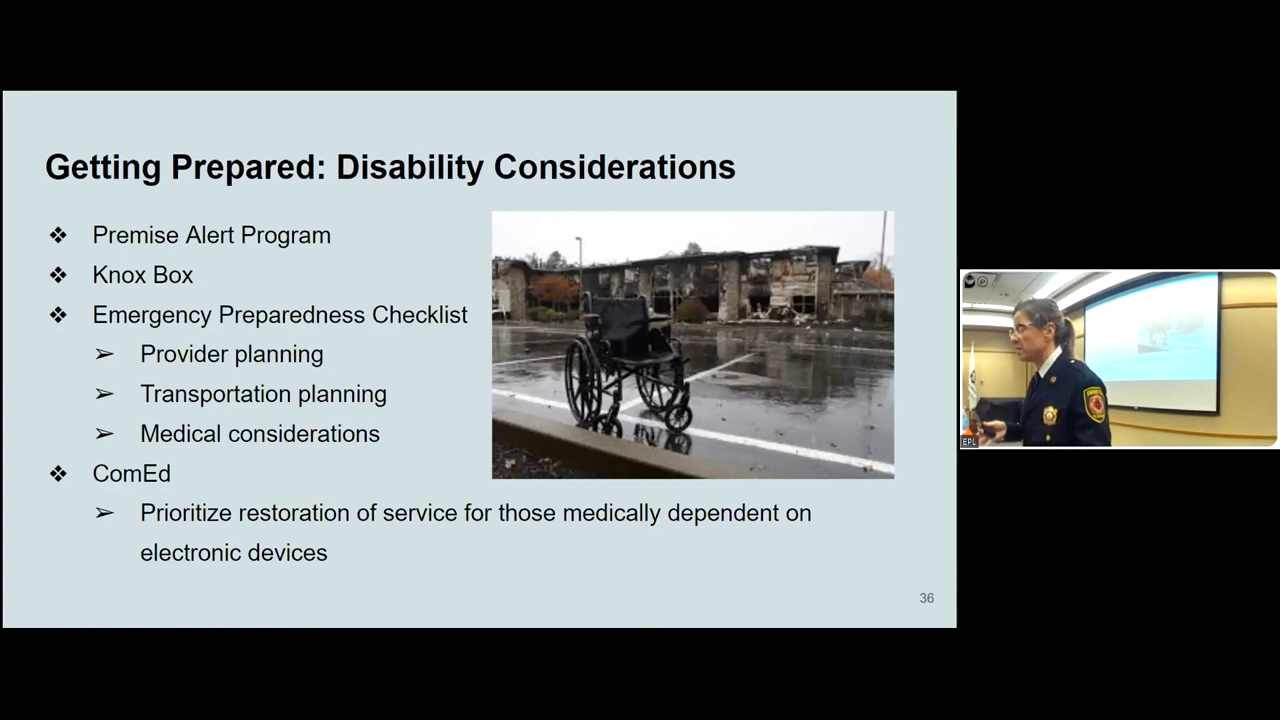 Getting Prepared: Disability Considerations
❖ Premise Alert Program
❖ Knox Box
❖ Emergency Preparedness Checklist
➢ Provider planning
➢ Transportation planning
➢ Medical considerations
❖ ComEd
➢ Prioritize restoration of service for those medically dependent on
electronic devices
36
EPL